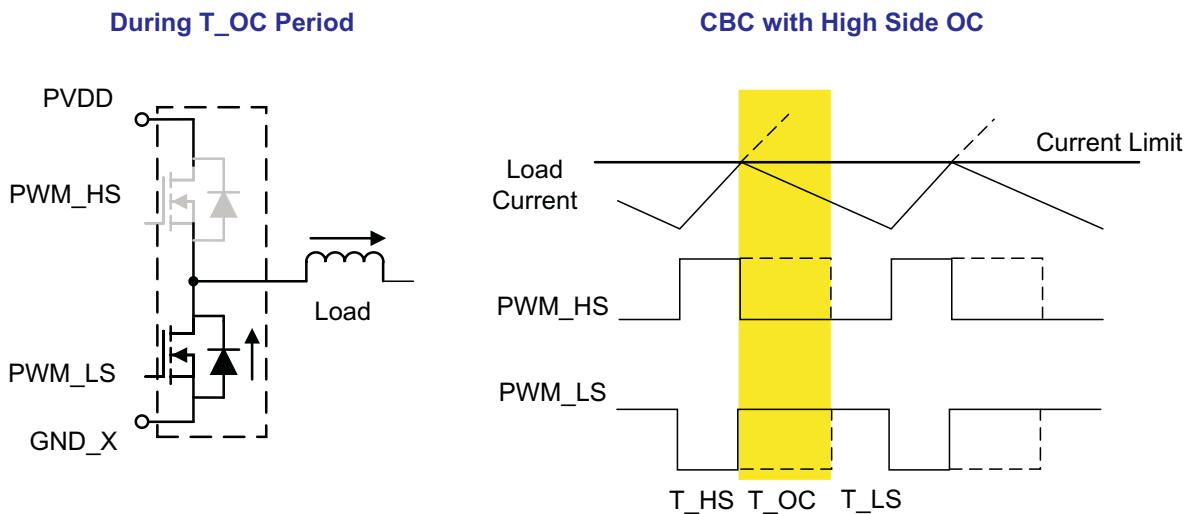 During T_OC Period
PVDD
PWM_HS
Load
PWM_LS
GND_X
CBC with High Side OC
Current Limit
Load
Current
PWM_HS
PWM_LS
T_HS T_OC T_LS